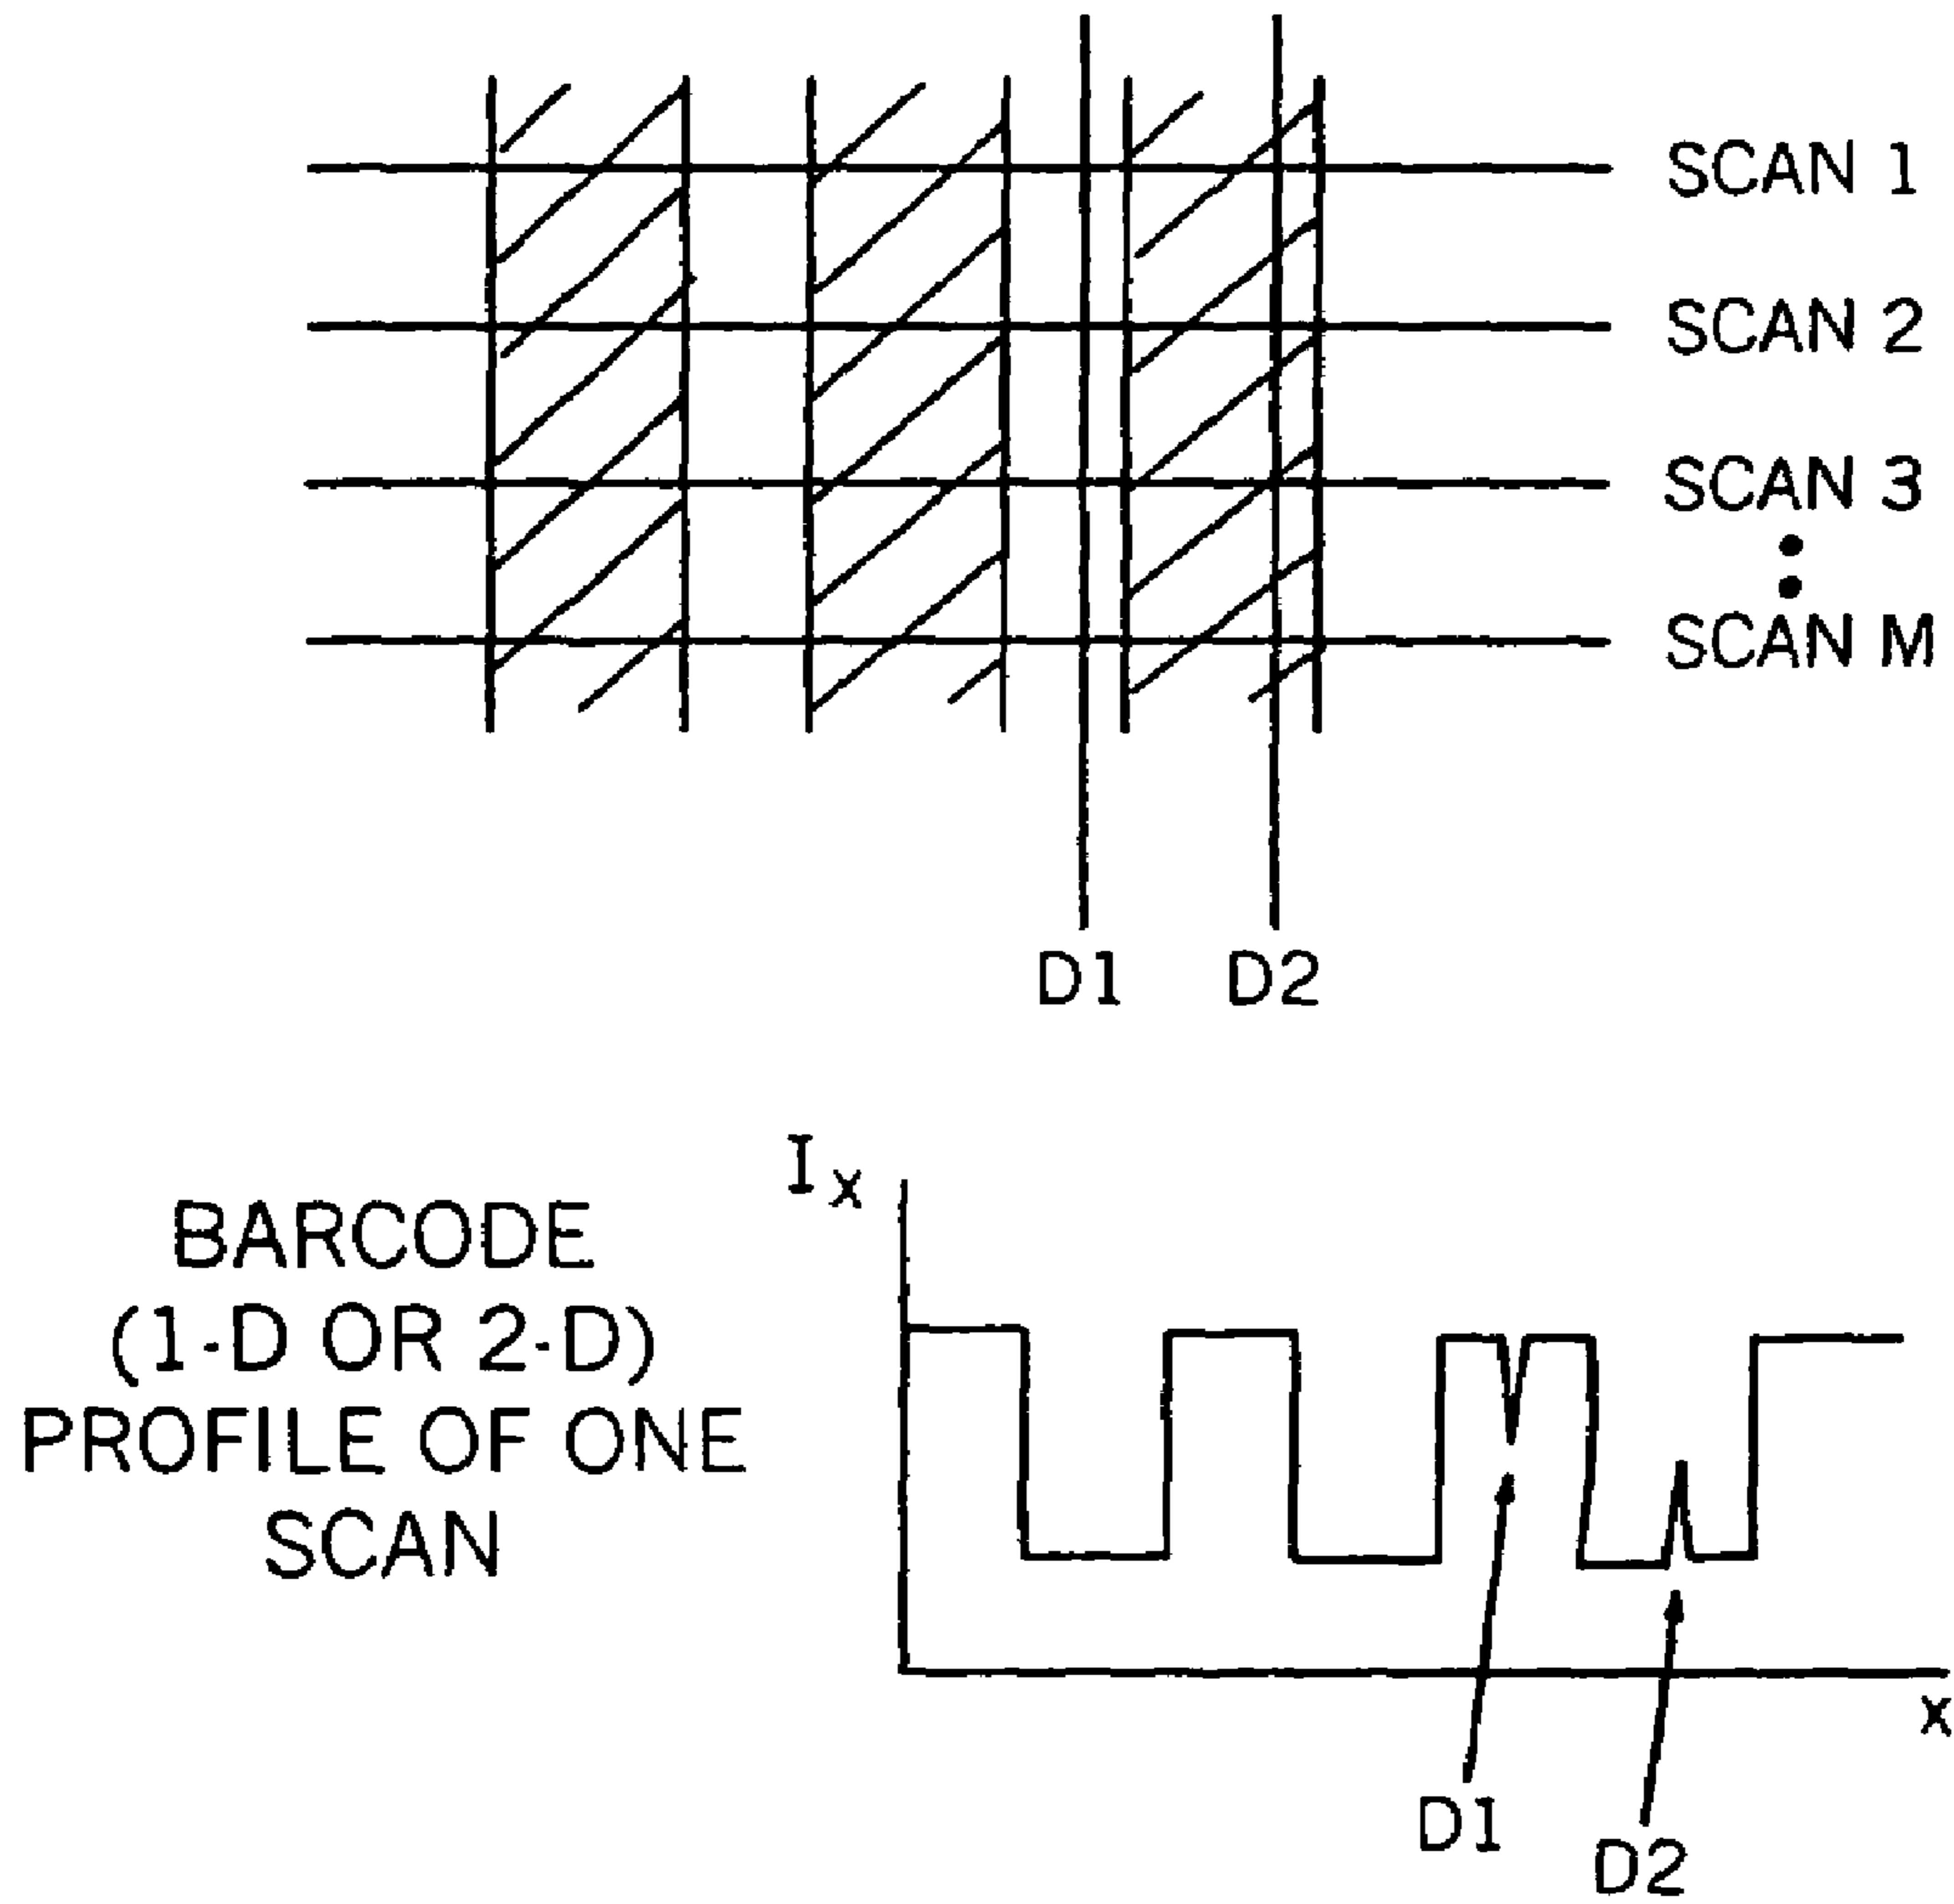 SCAN 1
SCAN 2
SCAN 3
SCAN M
D1 D2
Ix
BARCODE
(1-D OR 2-D)
PROFILE OF ONE
SCAN
x
D1
D2